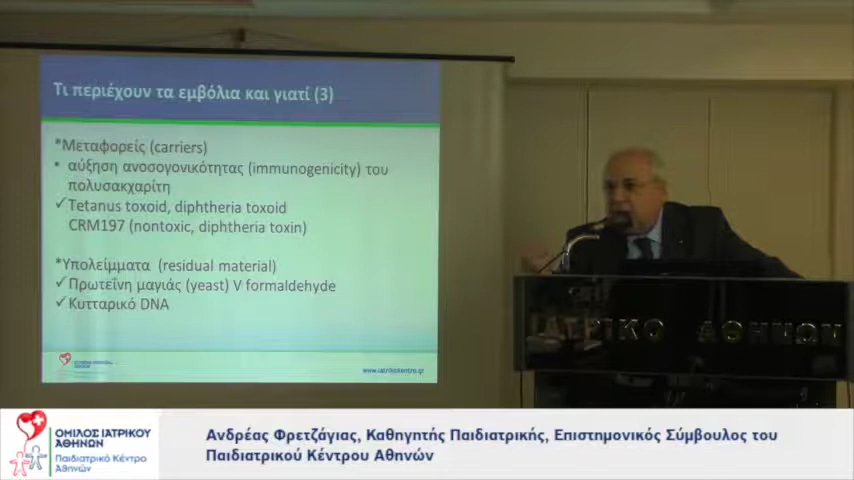 Τι περιέχουν τα εμβόλια και γιατί (3)
*Μεταφορείς (carriers)
• αύξηση ανοσογονικότητας (immunogenicity) του
πολυσακχαρίτη
✓Tetanus toxoid, diphtheria toxoid
CRM197 (nontoxic, diphtheria toxin)
*Υπολείμματα (residual material)
✓Πρωτεΐνη μαγιάς (yeast) V formaldehyde
✓Κυτταρικό DNA
www.iatrikokentro.gr
ΡΙΚΟ ΑΘΗΝΩΝ
ΟΜΙΛΟΣ ΙΑΤΡΙΚΟΥ
ΑΘΗΝΩΝ
Παιδιατρικό Κέντρο
Αθηνών
Ανδρέας Φρετζάγιας, Καθηγητής Παιδιατρικής, Επιστημονικός Σύμβουλος του
Παιδιατρικού Κέντρου Αθηνών